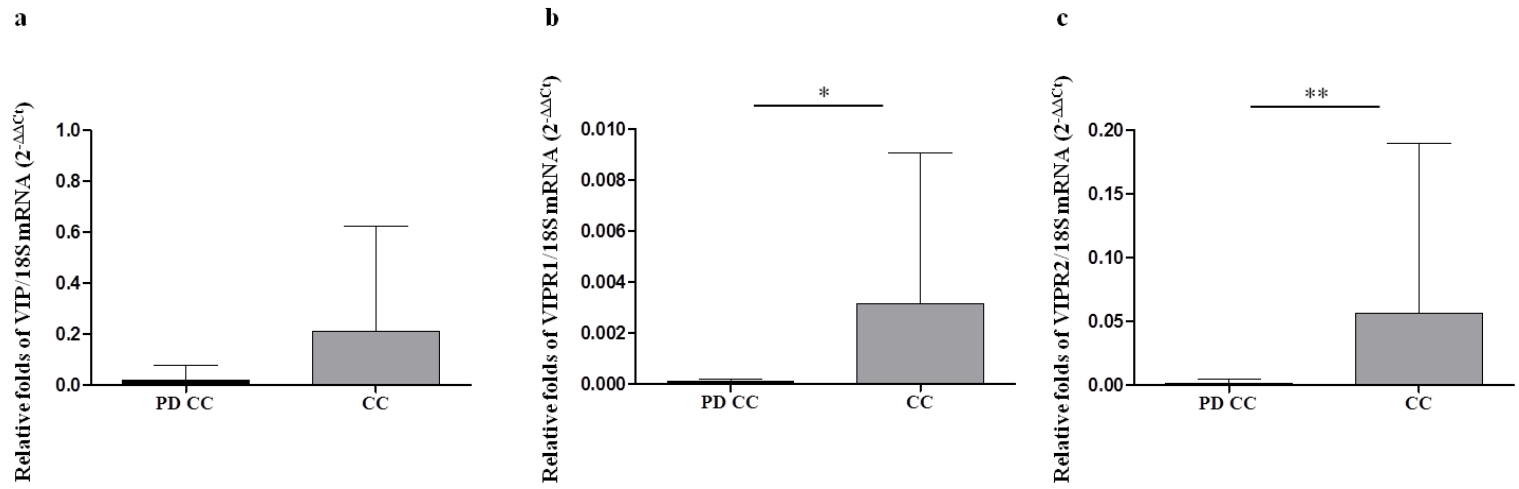 a
Relative folds of VIP/18S mRNA (2-ΔΔCt)
1.0
0.8
0.6
0.4
0.2
0.0
PD CC
CC
b
*
Relative folds of VIPR1/18S mRNA (2-ΔΔCt)
0.010
0.008
0.006
0.004
0.002
0.000
PD CC
CC
c
**
Relative folds of VIPR2/18S mRNA (2-ΔΔCt)
0.20
0.15
0.10
0.05
0.00
PD CC
CC